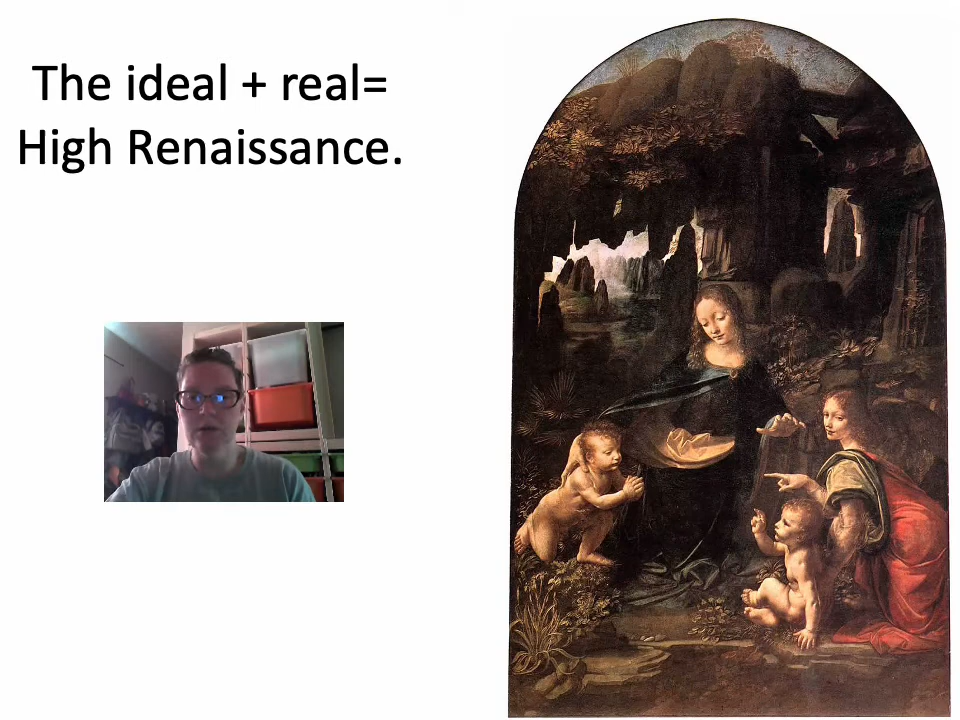 The ideal + real=
High Renaissance.